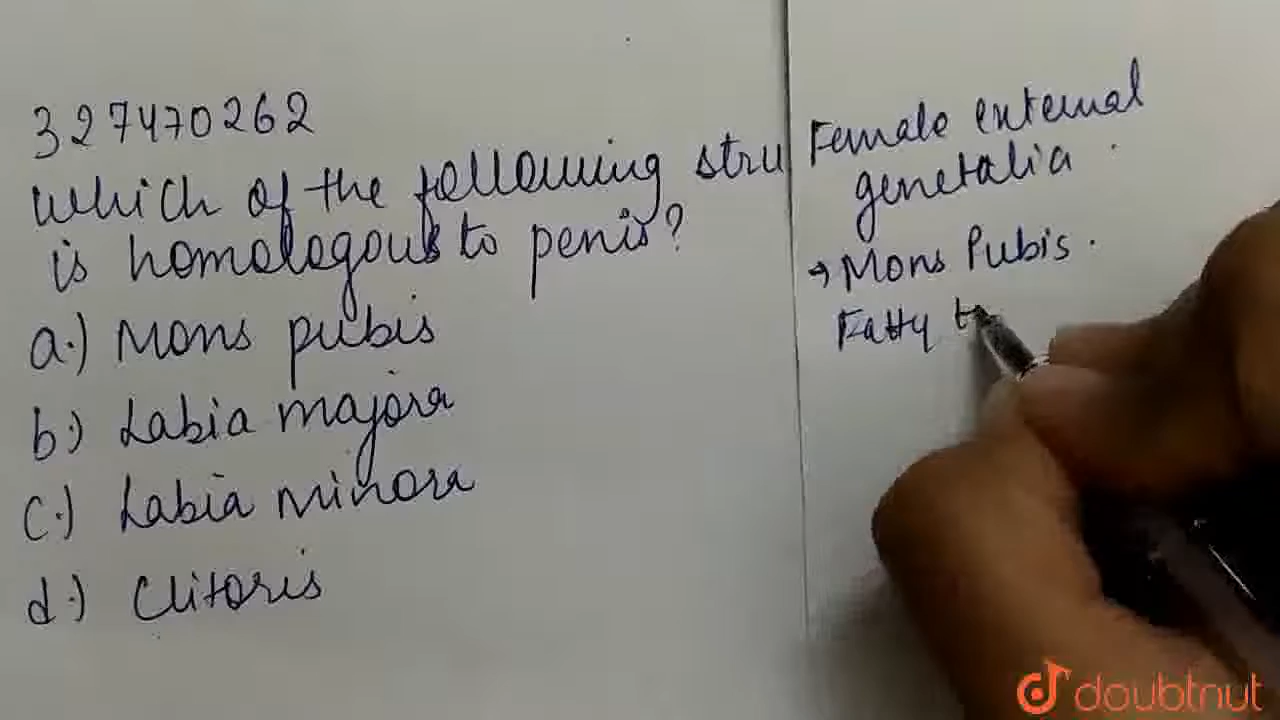 327470262
which of the following stru
is homologous to penis?
a.) Mons pubis
b.) Labia majora
c.) Labia minora
d.) Clitoris
Female external
genetalia.
→ Mons Pubis.
Fatty t
doubtnut